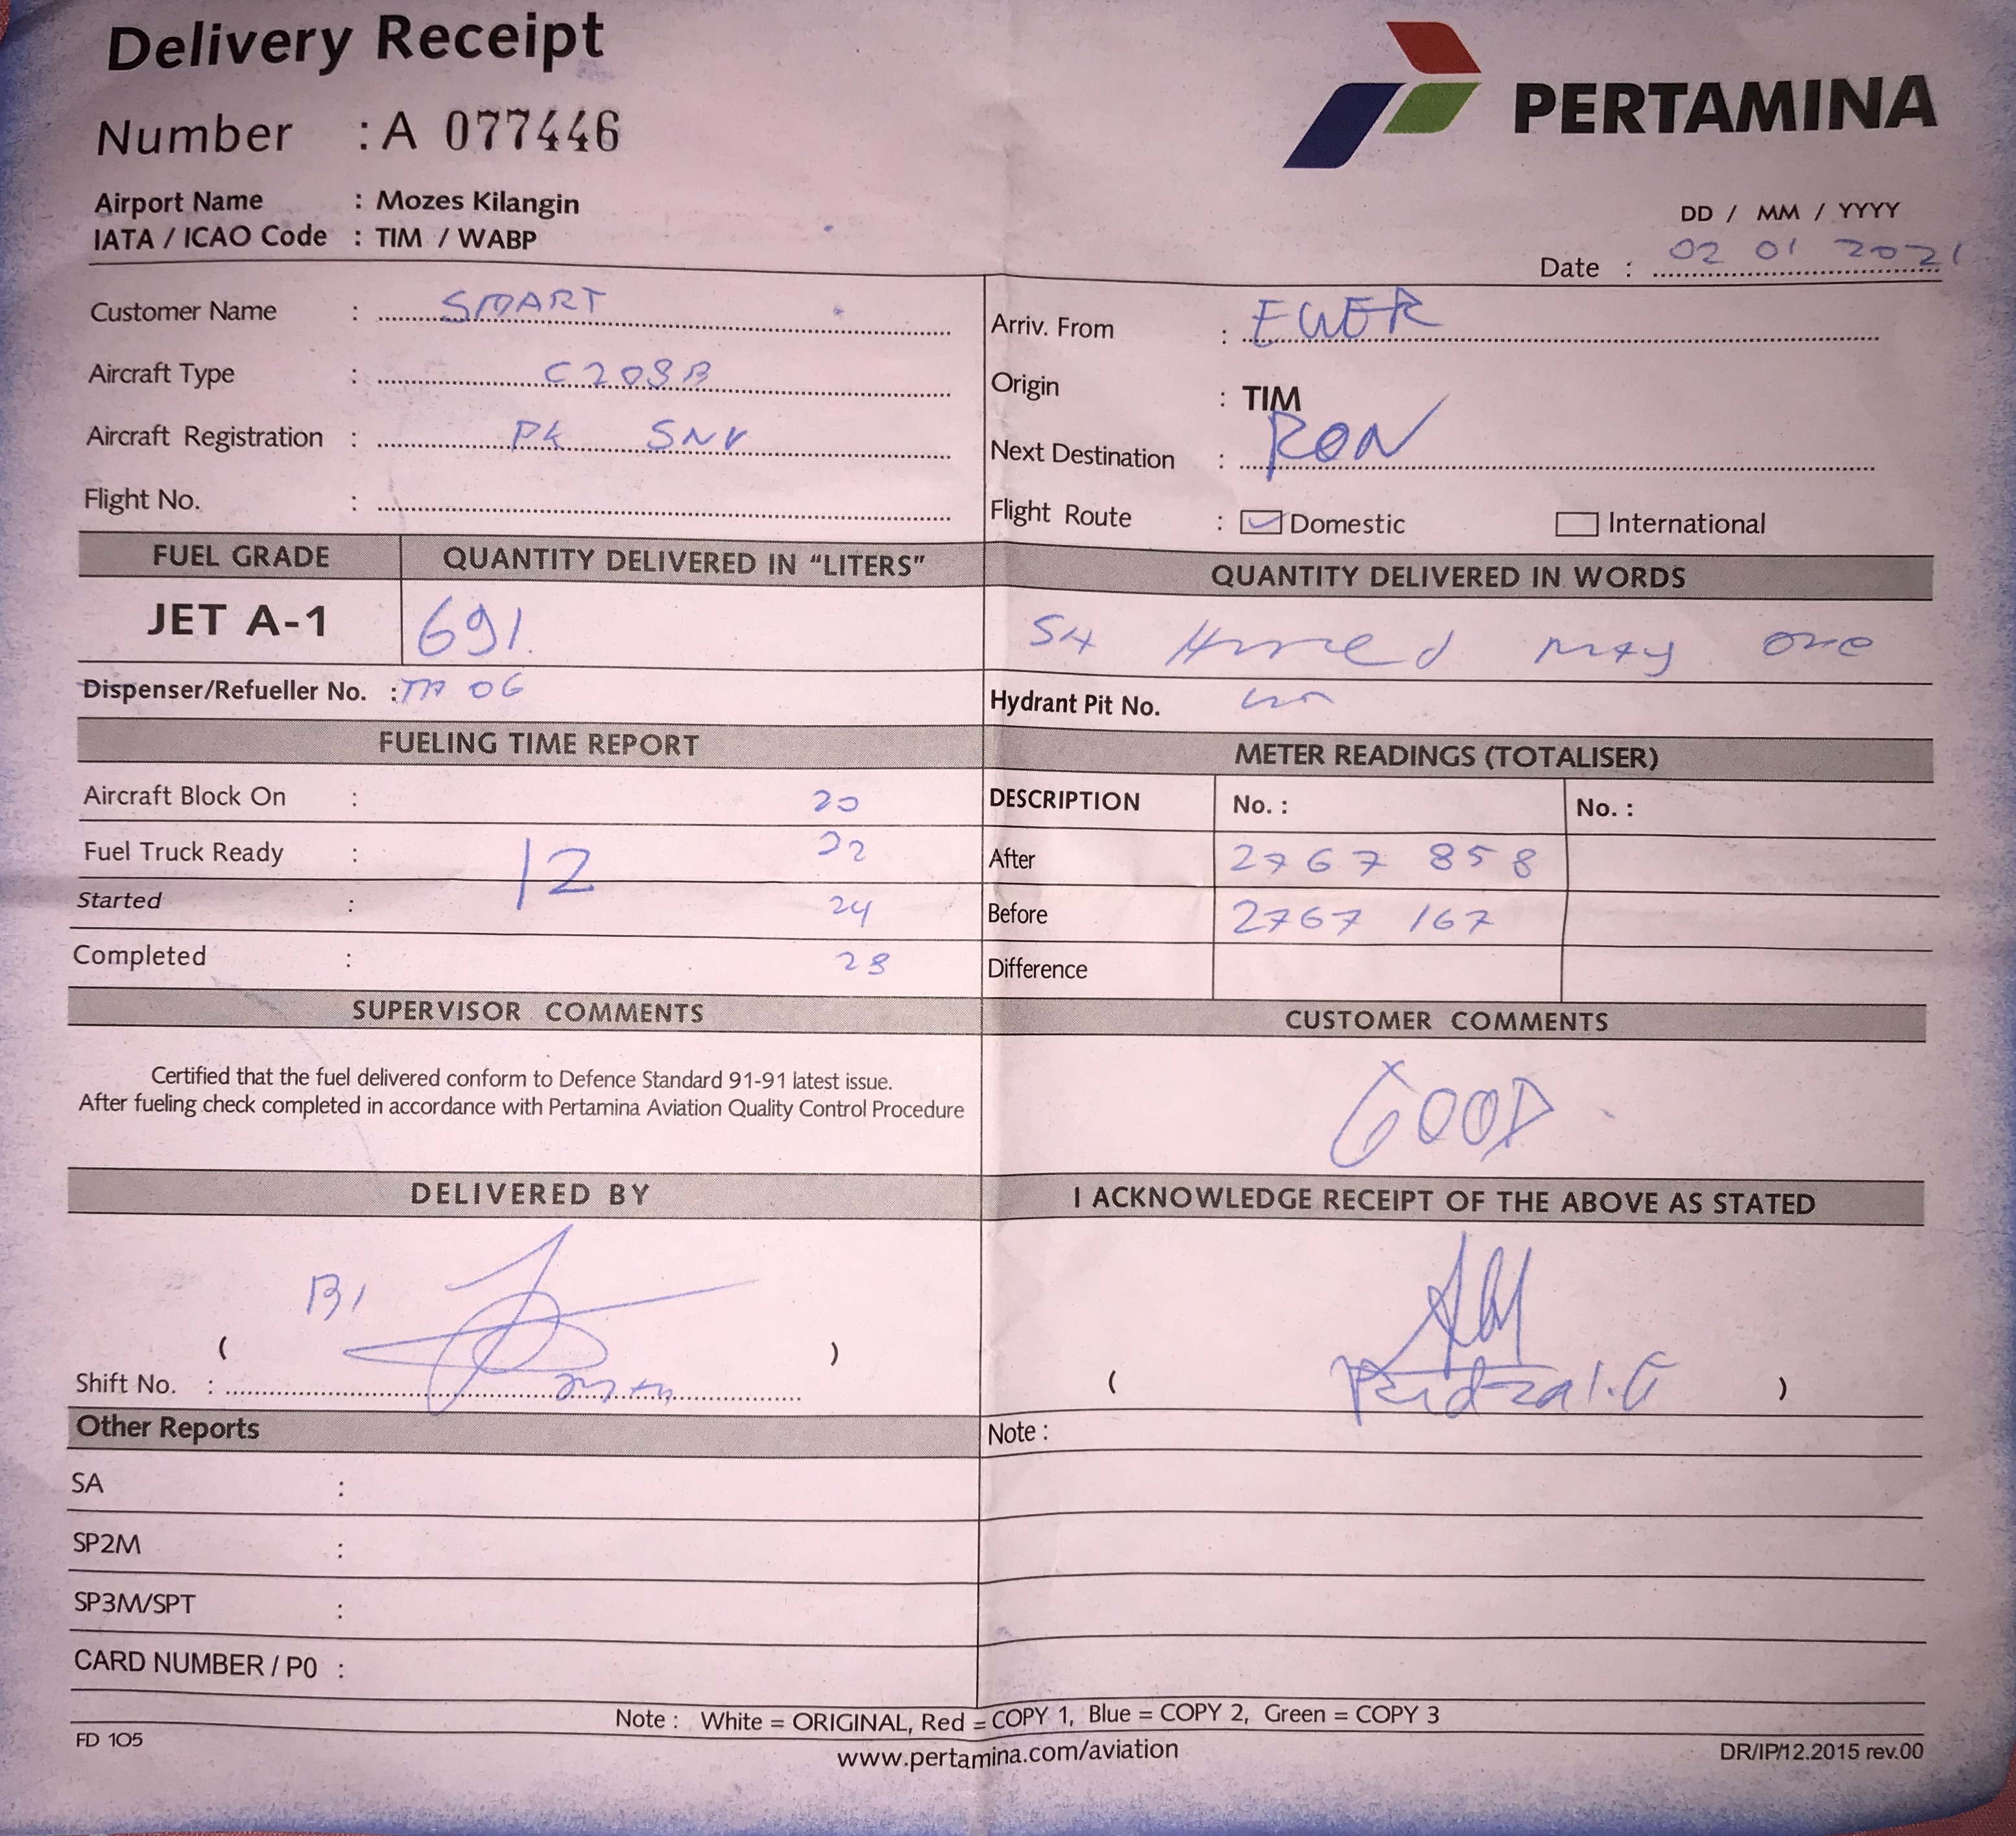 Delivery Receipt
PERTAMINA
Number : A 077446
Airport Name : Mozes Kilangin
IATA / ICAO Code : TIM / WABP
DD / MM / YYYY
Date : 02 01 2021
Customer Name : SMART
Arriv. From : EWER
Aircraft Type : C208B
Origin : TIM
Aircraft Registration : PK SNV
Next Destination : RON
Flight No. :
Flight Route : Domestic International
FUEL GRADE QUANTITY DELIVERED IN "LITERS" QUANTITY DELIVERED IN WORDS
JET A-1 691. one
Dispenser/Refueller No. : 06
Hydrant Pit No.
FUELING TIME REPORT METER READINGS (TOTALISER)
Aircraft Block On : 20
DESCRIPTION No. : No. :
Fuel Truck Ready : 12 22
After 2767 858
Started : 24
Before 2767 167
Completed : 28
Difference
SUPERVISOR COMMENTS CUSTOMER COMMENTS
Certified that the fuel delivered conform to Defence Standard 91-91 latest issue.
After fueling check completed in accordance with Pertamina Aviation Quality Control Procedure
GOOD
DELIVERED BY I ACKNOWLEDGE RECEIPT OF THE ABOVE AS STATED
( )
( )
Shift No. :
Other Reports Note :
SA :
SP2M :
SP3M/SPT :
CARD NUMBER / PO :
Note : White = ORIGINAL, Red = COPY 1, Blue = COPY 2, Green = COPY 3
FD 105 www.pertamina.com/aviation DR/IP/12.2015 rev.00